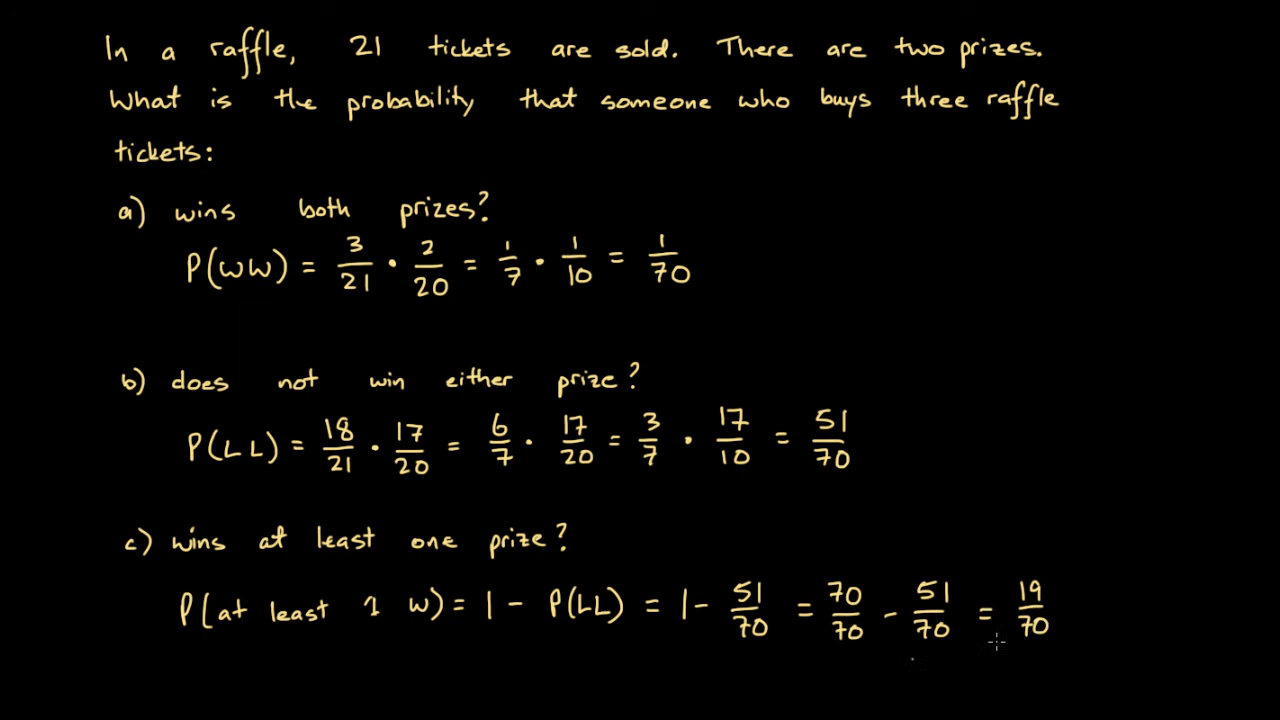 In a raffle, 21 tickets are sold. There are two prizes.
What is the probability that someone who buys three raffle
tickets:
a) wins both prizes?
P(WW) = 3/21 · 2/20 = 1/7 · 1/10 = 1/70
b) does not win either prize?
P(LL) = 18/21 · 17/20 = 6/7 · 17/20 = 3/7 · 17/10 = 51/70
c) wins at least one prize?
P(at least 1 W) = 1 - P(LL) = 1 - 51/70 = 70/70 - 51/70 = 19/70